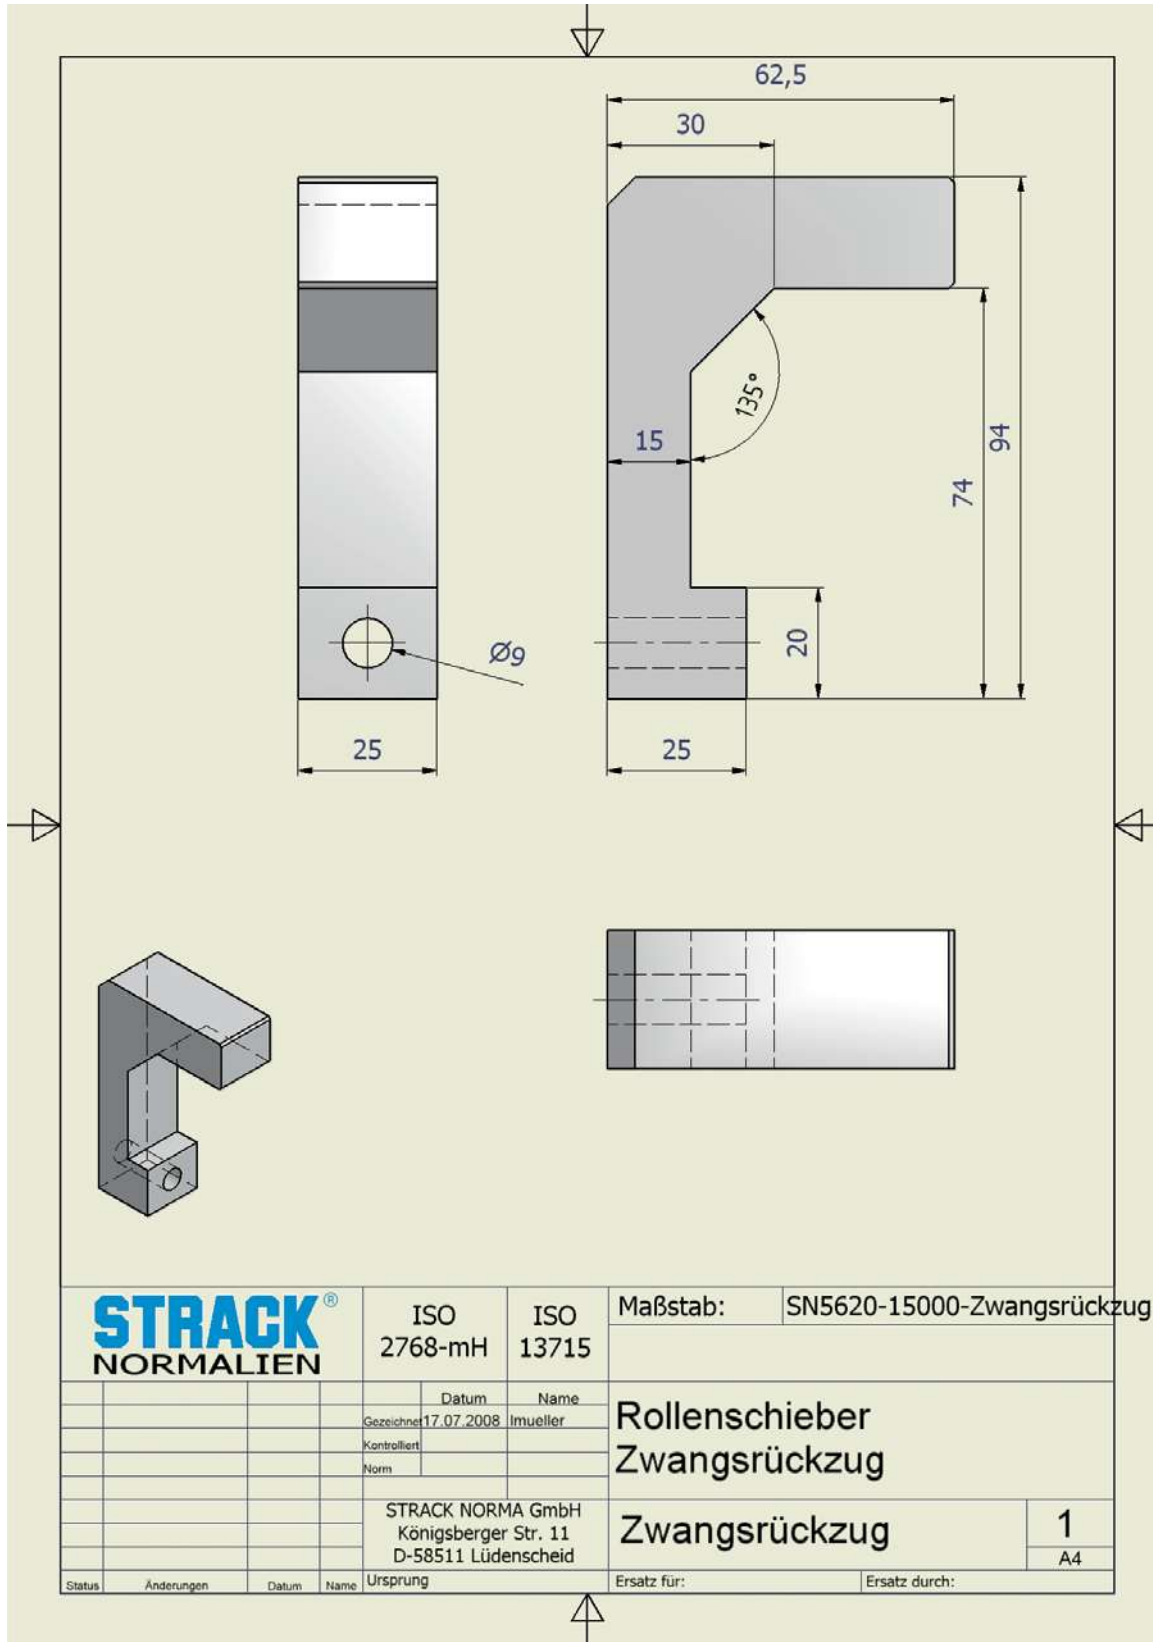 62,5
30
135°
15
94
74
20
Ø9
25
25
STRACK®
NORMALIEN
ISO
2768-mH
ISO
13715
Maßstab:
SN5620-15000-Zwangsrückzug
Datum
Name
Gezeichnet
17.07.2008
lmueller
Kontrolliert
Norm
Rollenschieber
Zwangsrückzug
STRACK NORMA GmbH
Königsberger Str. 11
D-58511 Lüdenscheid
Zwangsrückzug
1
A4
Status
Änderungen
Datum
Name
Ursprung
Ersatz für:
Ersatz durch: